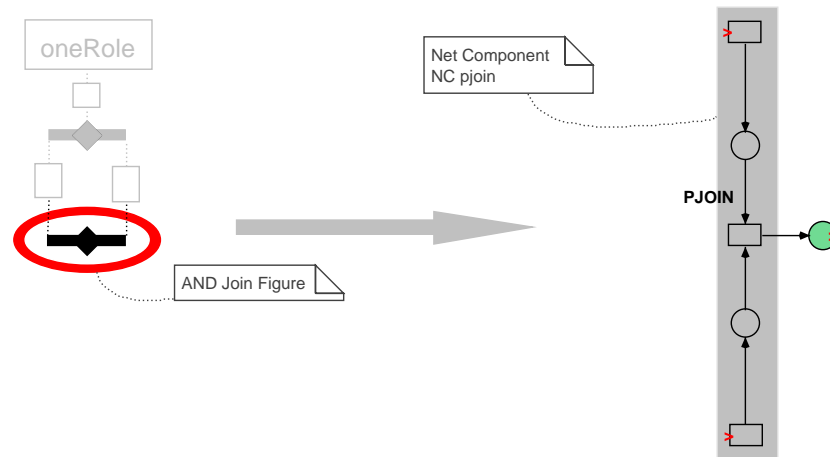 oneRole
Net Component
NC pjoin
PJOIN
AND Join Figure